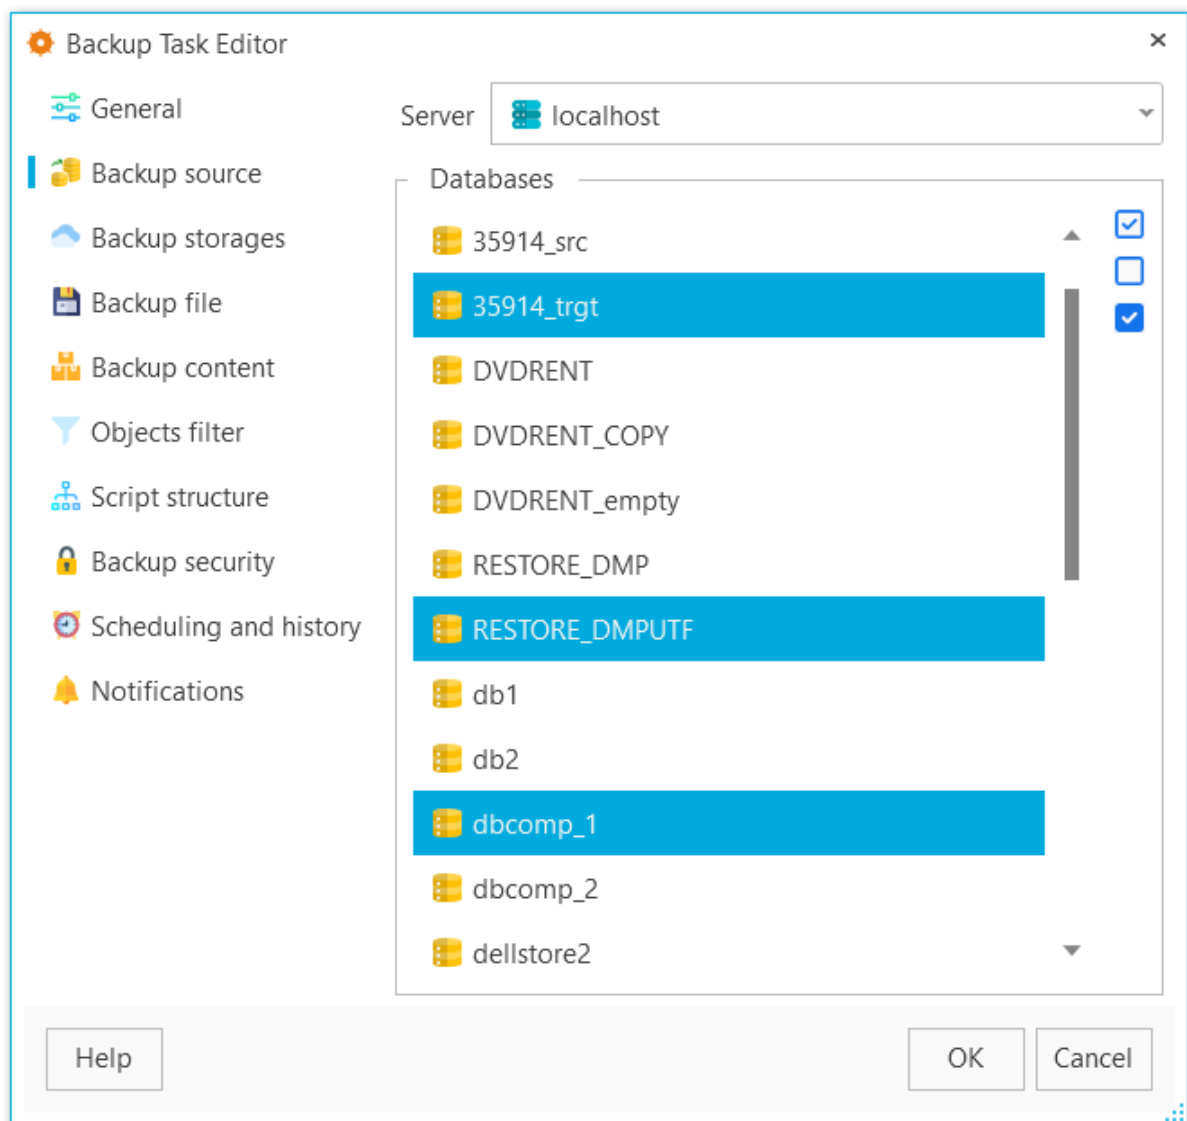 Backup Task Editor
General
Backup source
Backup storages
Backup file
Backup content
Objects filter
Script structure
Backup security
Scheduling and history
Notifications
Server localhost
Databases
35914_src
35914_trgt
DVDRENT
DVDRENT_COPY
DVDRENT_empty
RESTORE_DMP
RESTORE_DMPUTF
db1
db2
dbcomp_1
dbcomp_2
dellstore2
Help OK Cancel